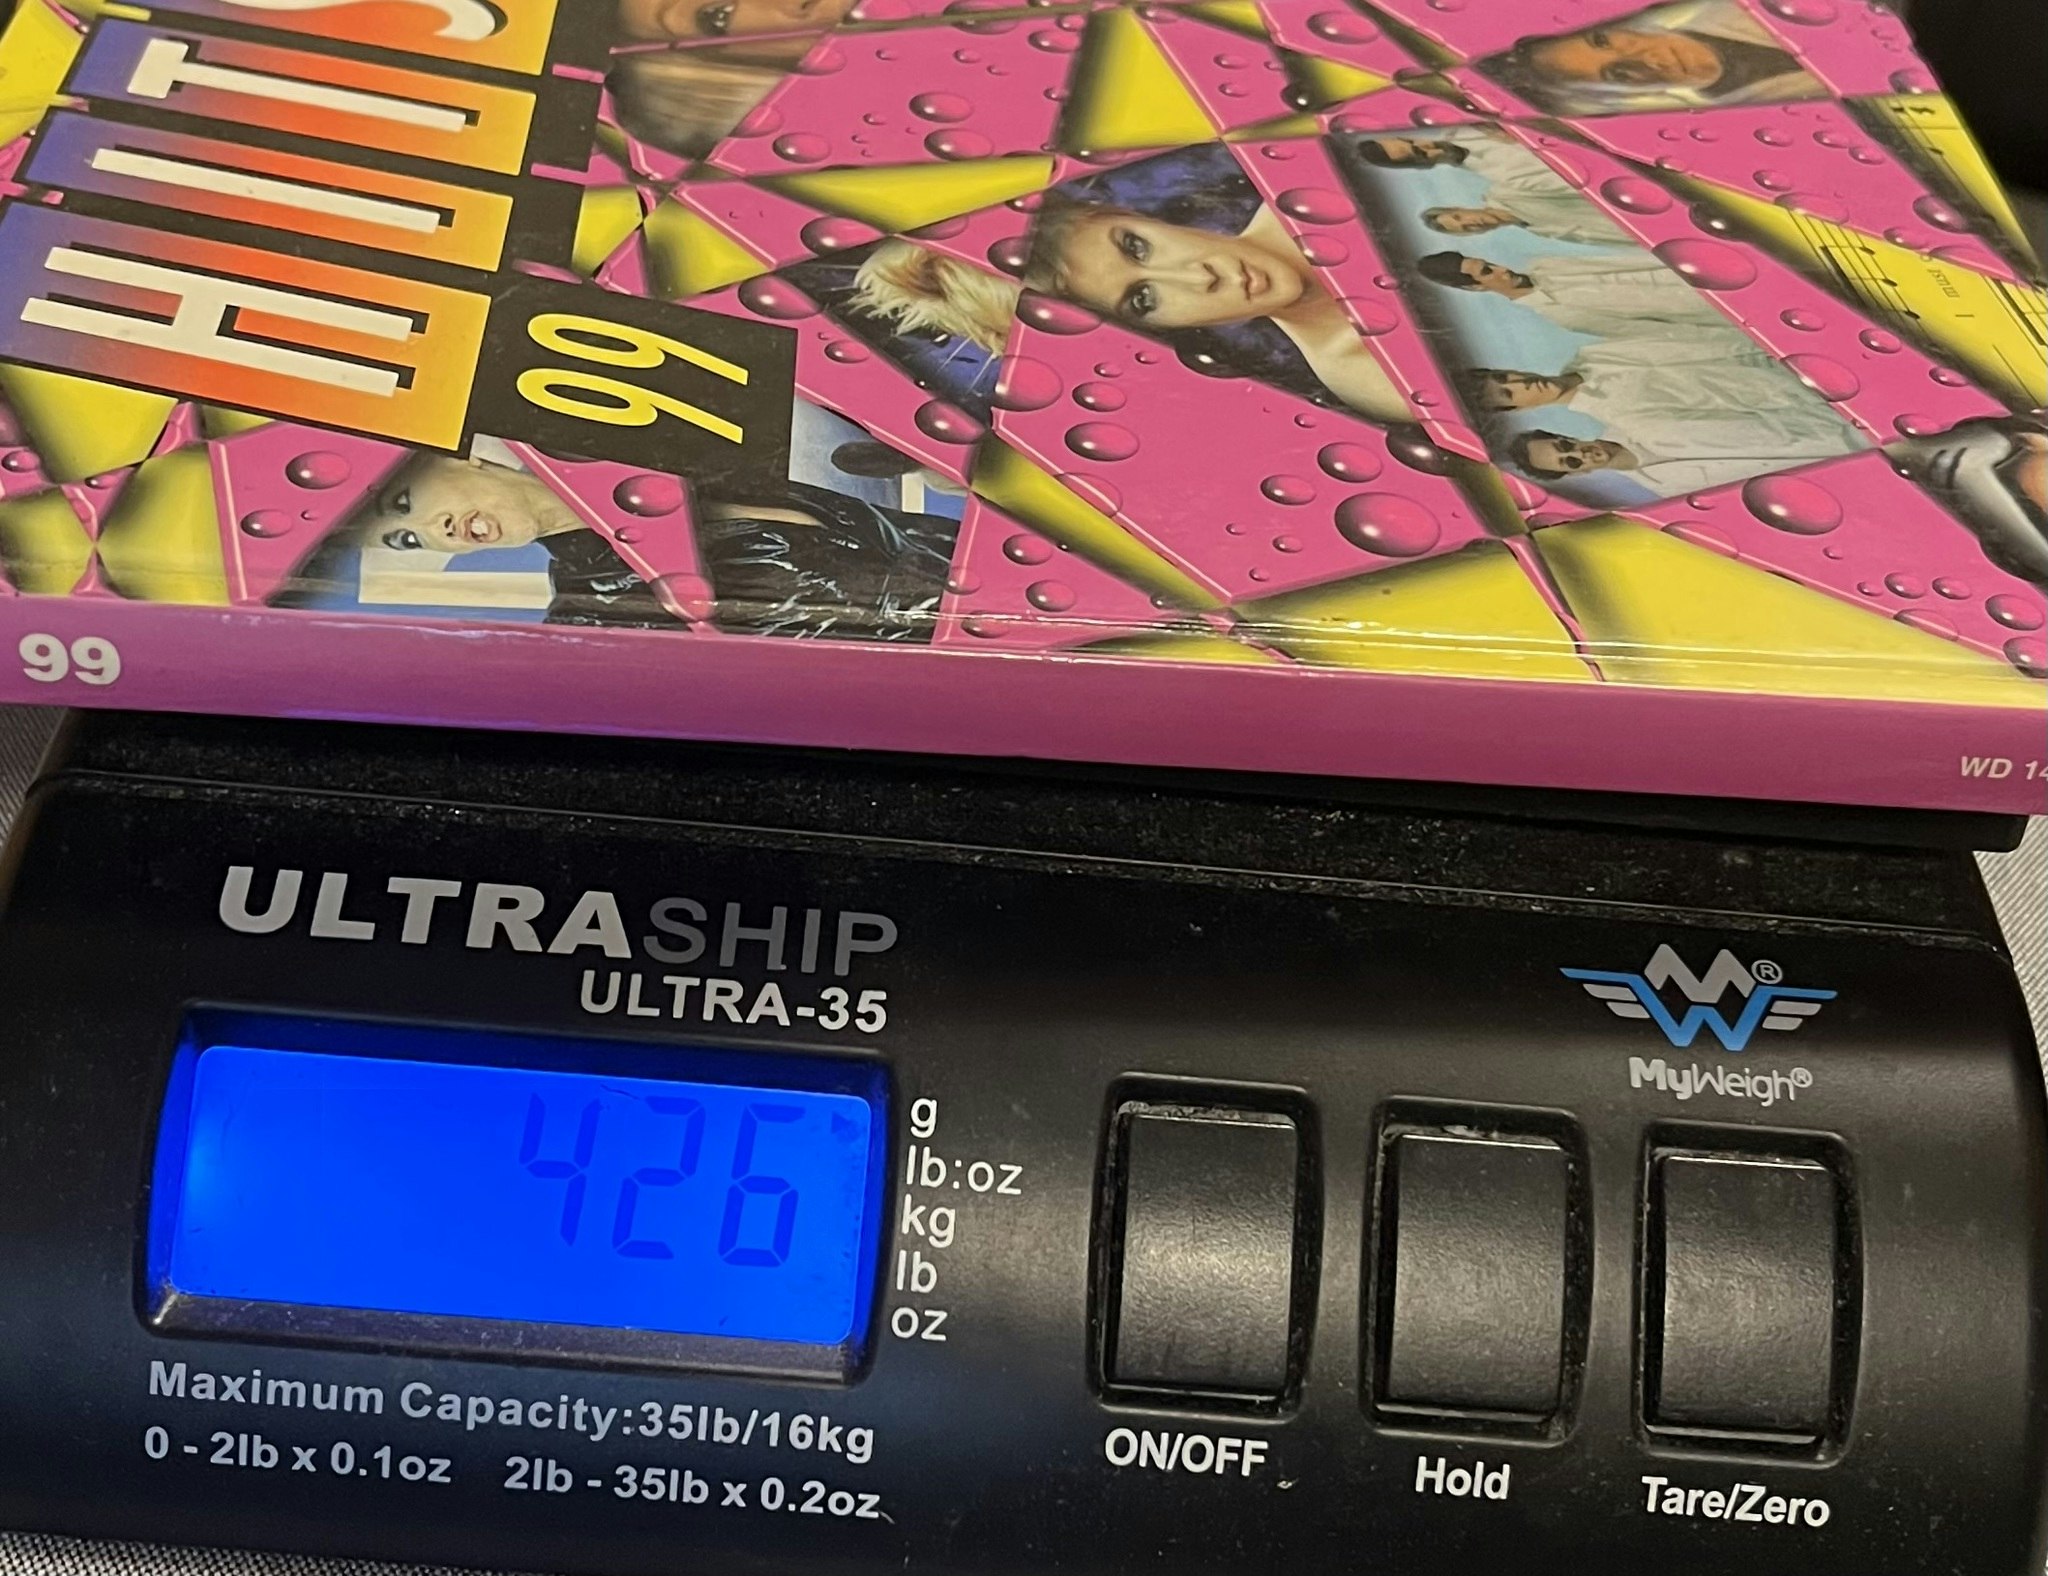 HITS
99
99
WD 14
ULTRASHIP
ULTRA-35
426
g
lb:oz
kg
lb
oz
MyWeigh®
Maximum Capacity:35lb/16kg
0 - 2lb x 0.1oz 2lb - 35lb x 0.2oz
ON/OFF
Hold
Tare/Zero